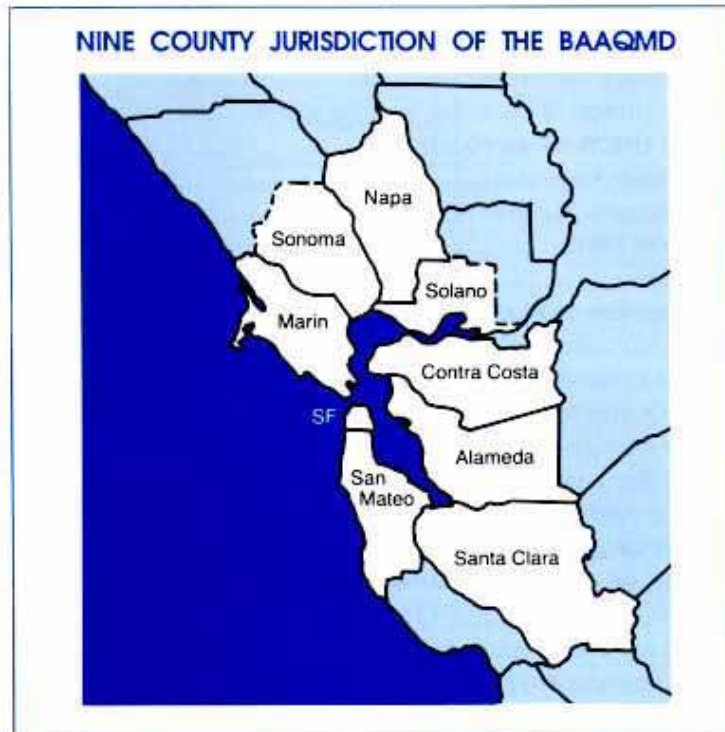 NINE COUNTY JURISDICTION OF THE BAAQMD
Napa
Sonoma
Solano
Marin
Contra Costa
SF
Alameda
San
Mateo
Santa Clara